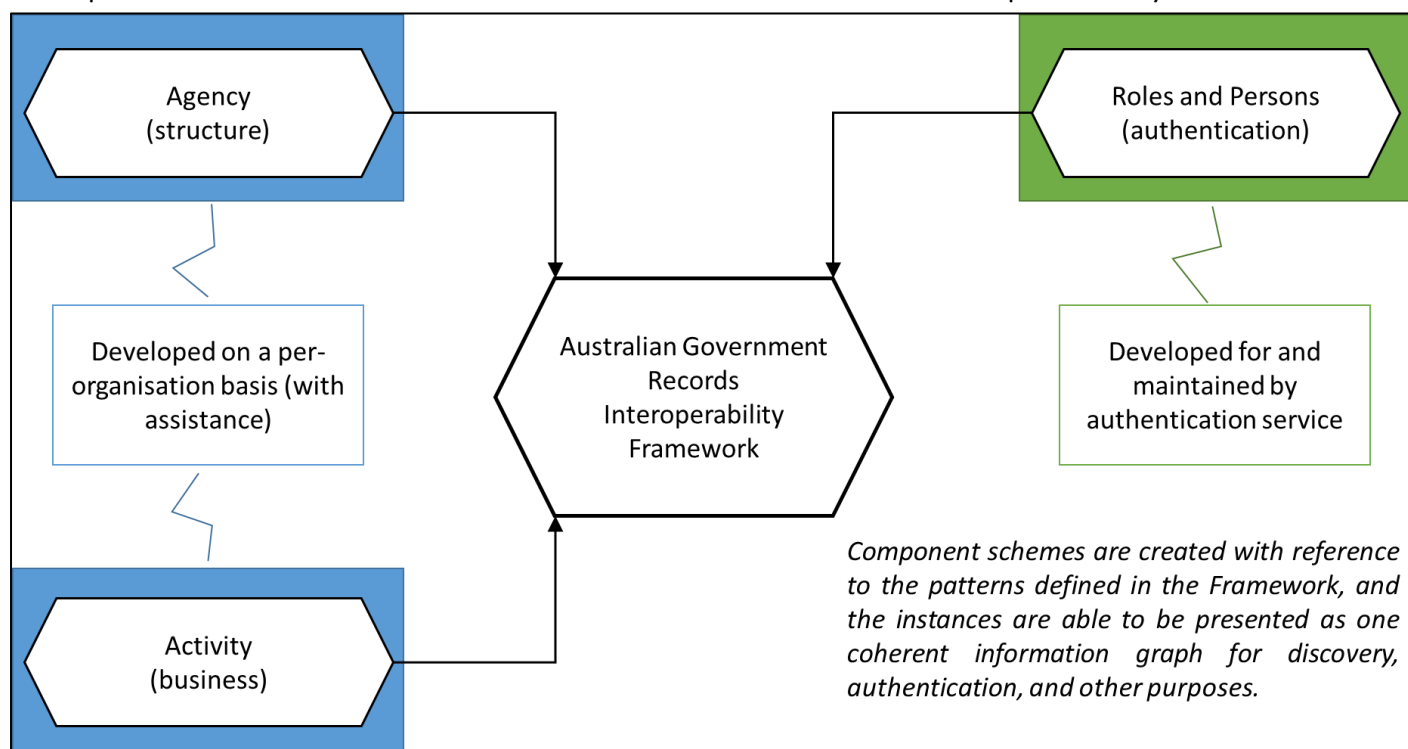 Agency
(structure)
Roles and Persons
(authentication)
Developed on a per-
organisation basis (with
assistance)
Australian Government
Records
Interoperability
Framework
Developed for and
maintained by
authentication service
Activity
(business)
Component schemes are created with reference
to the patterns defined in the Framework, and
the instances are able to be presented as one
coherent information graph for discovery,
authentication, and other purposes.